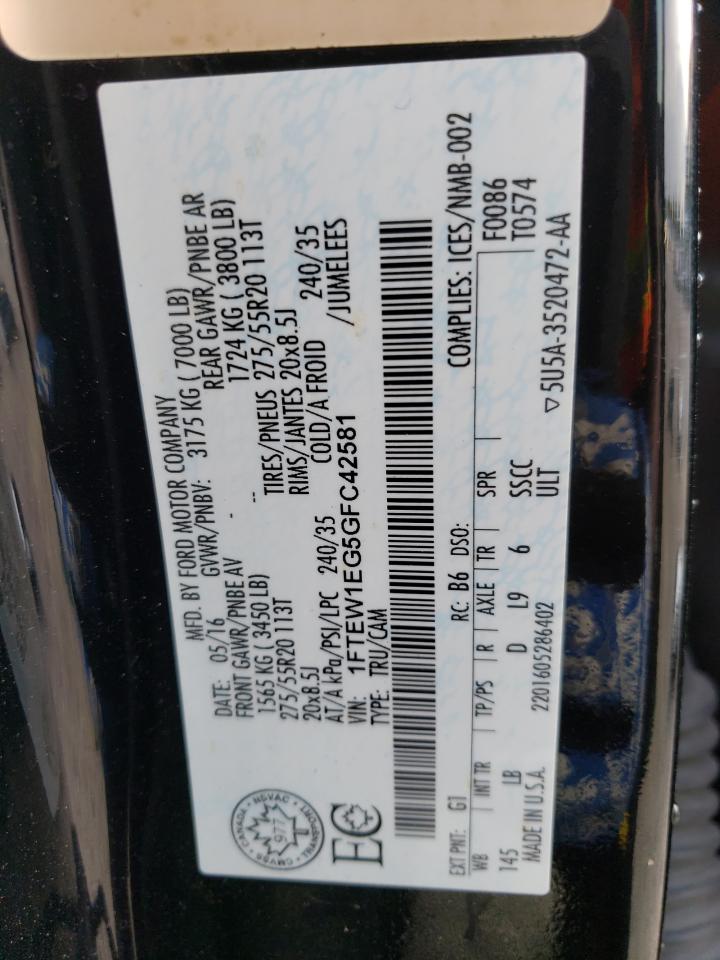 MFD. BY FORD MOTOR COMPANY
DATE: 05/16 GVWR/PNBV: 3175 KG ( 7000 LB)
FRONT GAWR/PNBE AV REAR GAWR/PNBE AR
1565 KG ( 3450 LB) - 1724 KG ( 3800 LB)
275/55R20 113T -- TIRES/PNEUS 275/55R20 113T
20x8.5J RIMS/JANTES 20x8.5J
AT/A kPa/PSI/LPC 240/35 COLD/A FROID 240/35
VIN: 1FTEW1EG5GFC42581 /JUMELEES
TYPE: TRU/CAM
CANADA • NSVAC • TRANSPORT • CMVSS •
977
EC
COMPLIES: ICES/NMB-002
EXT PNT: G1 RC: B6 DSO:
WB INT TR TP/PS R AXLE TR SPR F0086
145 LB D L9 6 SSCC T0574
ULT
MADE IN U.S.A. 2201605286402 ▽ 5U5A-3520472-AA